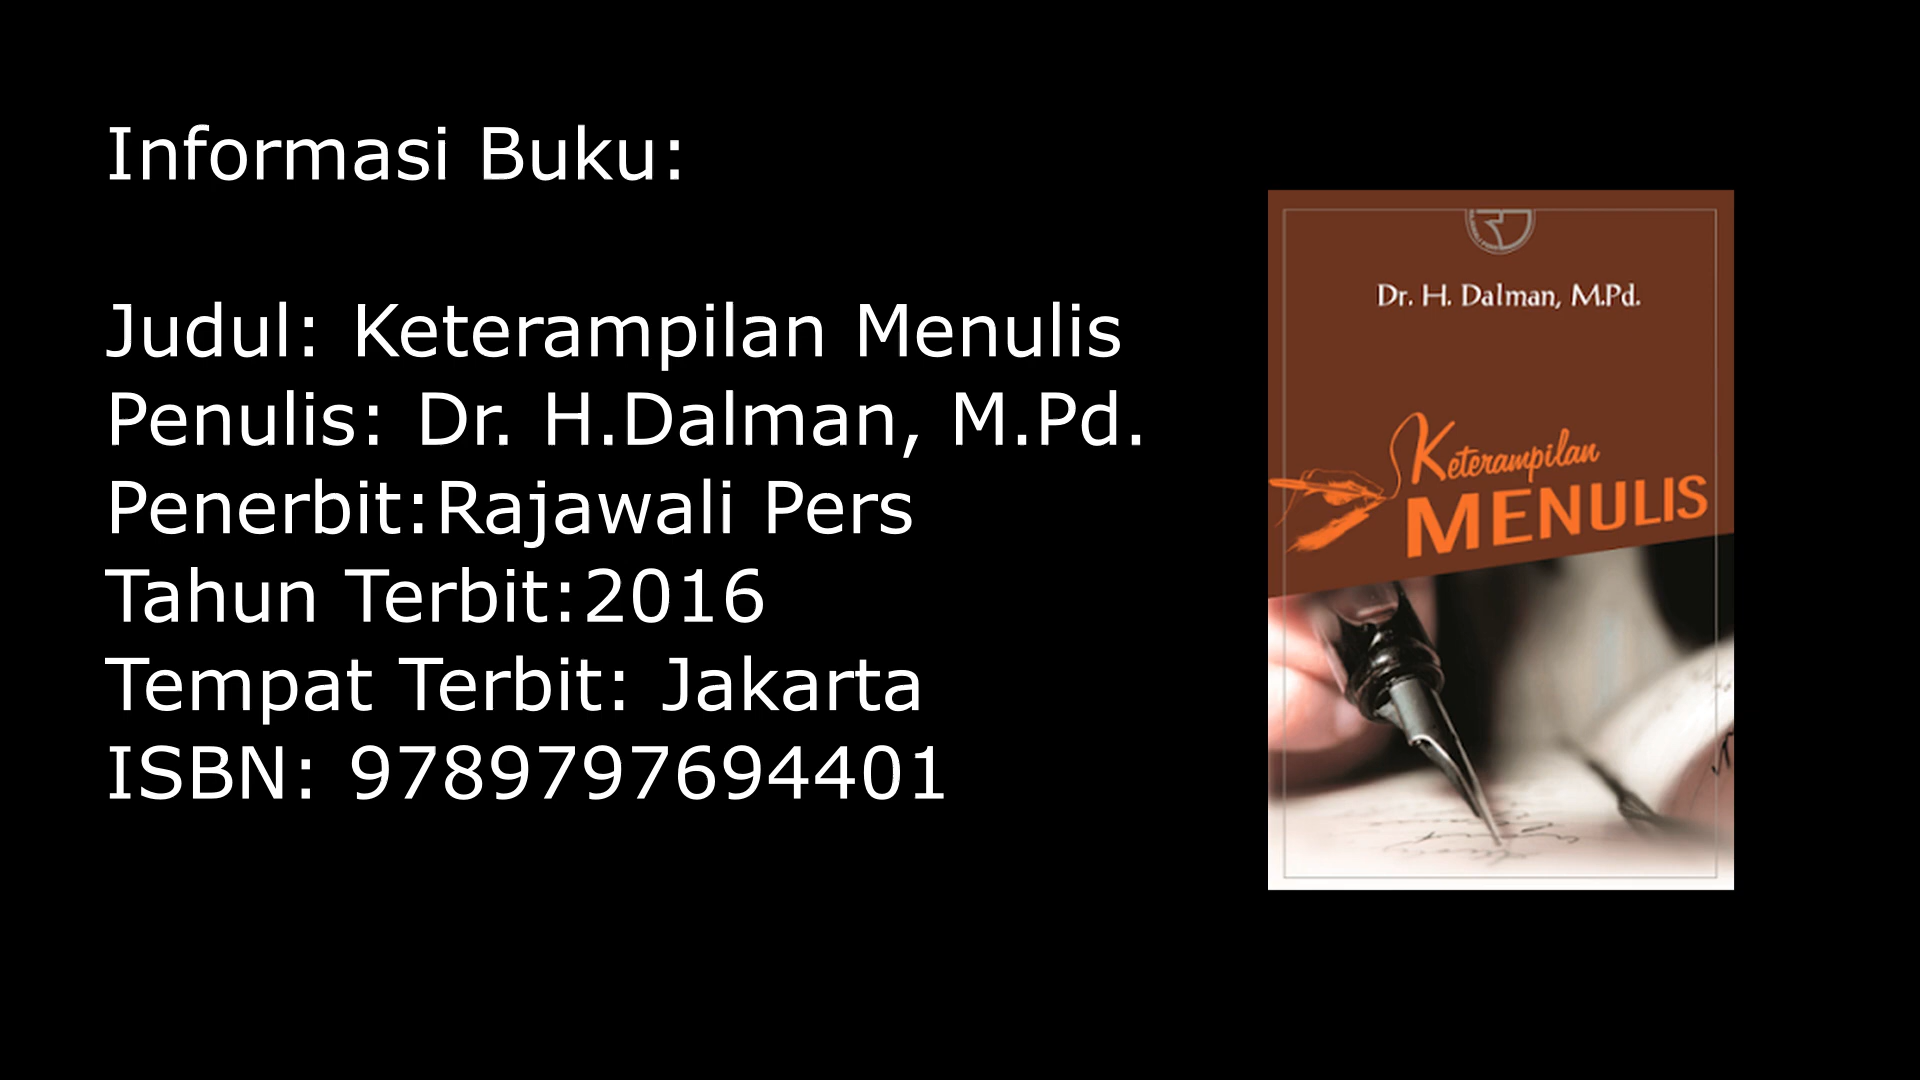 Informasi Buku:
Judul: Keterampilan Menulis
Penulis: Dr. H.Dalman, M.Pd.
Penerbit:Rajawali Pers
Tahun Terbit:2016
Tempat Terbit: Jakarta
ISBN: 9789797694401
Dr. H. Dalman, M.Pd.
Keterampilan
MENULIS